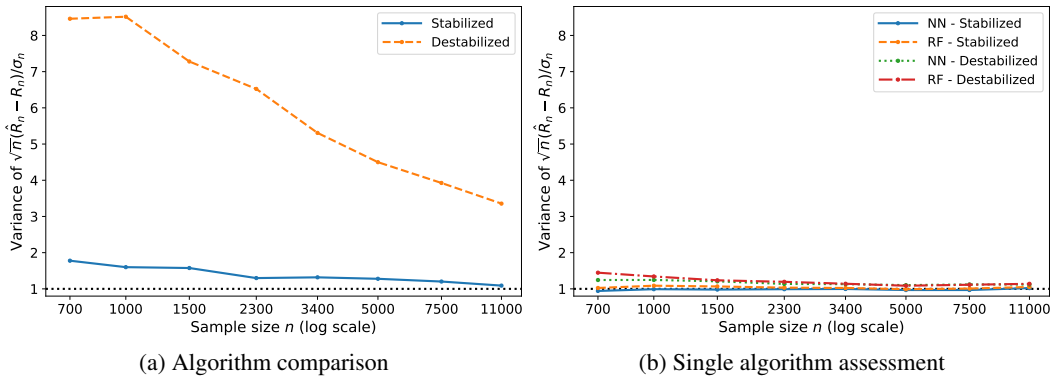 Variance of √n(R̂ₙ − Rₙ)/σₙ
8
7
6
5
4
3
2
1
Stabilized
Destabilized
700 1000 1500 2300 3400 5000 7500 11000
Sample size n (log scale)
(a) Algorithm comparison
Variance of √n(R̂ₙ − Rₙ)/σₙ
8
7
6
5
4
3
2
1
NN - Stabilized
RF - Stabilized
NN - Destabilized
RF - Destabilized
700 1000 1500 2300 3400 5000 7500 11000
Sample size n (log scale)
(b) Single algorithm assessment